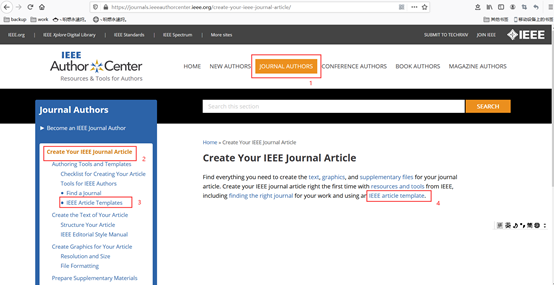 https://journals.ieeeauthorcenter.ieee.org/create-your-ieee-journal-article/
backup work
IEEE.org | IEEE Xplore Digital Library | IEEE Standards | IEEE Spectrum | More sites SUBMIT TO TECHRXIV JOIN IEEE IEEE
IEEE
Author Center
Resources & Tools for Authors
HOME NEW AUTHORS JOURNAL AUTHORS CONFERENCE AUTHORS BOOK AUTHORS MAGAZINE AUTHORS
1
Journal Authors
Search this section SEARCH
Become an IEEE Journal Author
Home » Create Your IEEE Journal Article
Create Your IEEE Journal Article
2
Create Your IEEE Journal Article
Authoring Tools and Templates
Checklist for Creating Your Article
Tools for IEEE Authors
Find a Journal
IEEE Article Templates
3
Find everything you need to create the text, graphics, and supplementary files for your journal
article. Create your IEEE journal article right the first time with resources and tools from IEEE,
including finding the right journal for your work and using an IEEE article template.
4
Create the Text of Your Article
Structure Your Article
IEEE Editorial Style Manual
Create Graphics for Your Article
Resolution and Size
File Formatting
Prepare Supplementary Materials